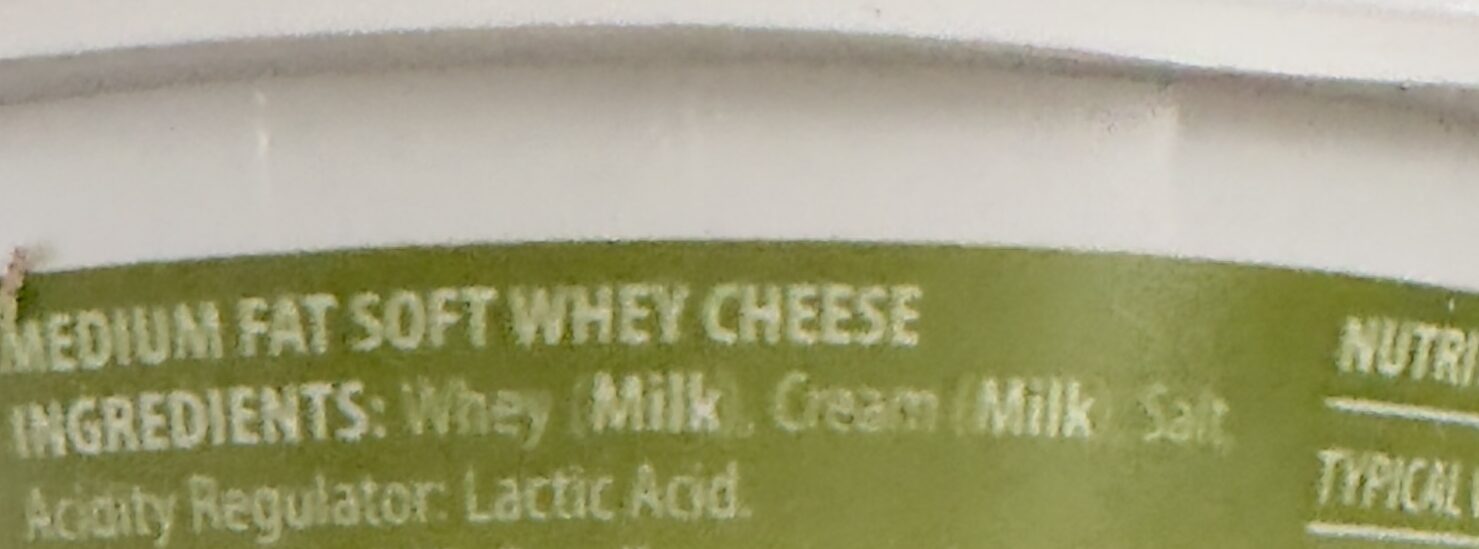 MEDIUM FAT SOFT WHEY CHEESE
INGREDIENTS: Whey (Milk), Cream (Milk), Salt,
Acidity Regulator: Lactic Acid.
NUTRI
TYPICAL